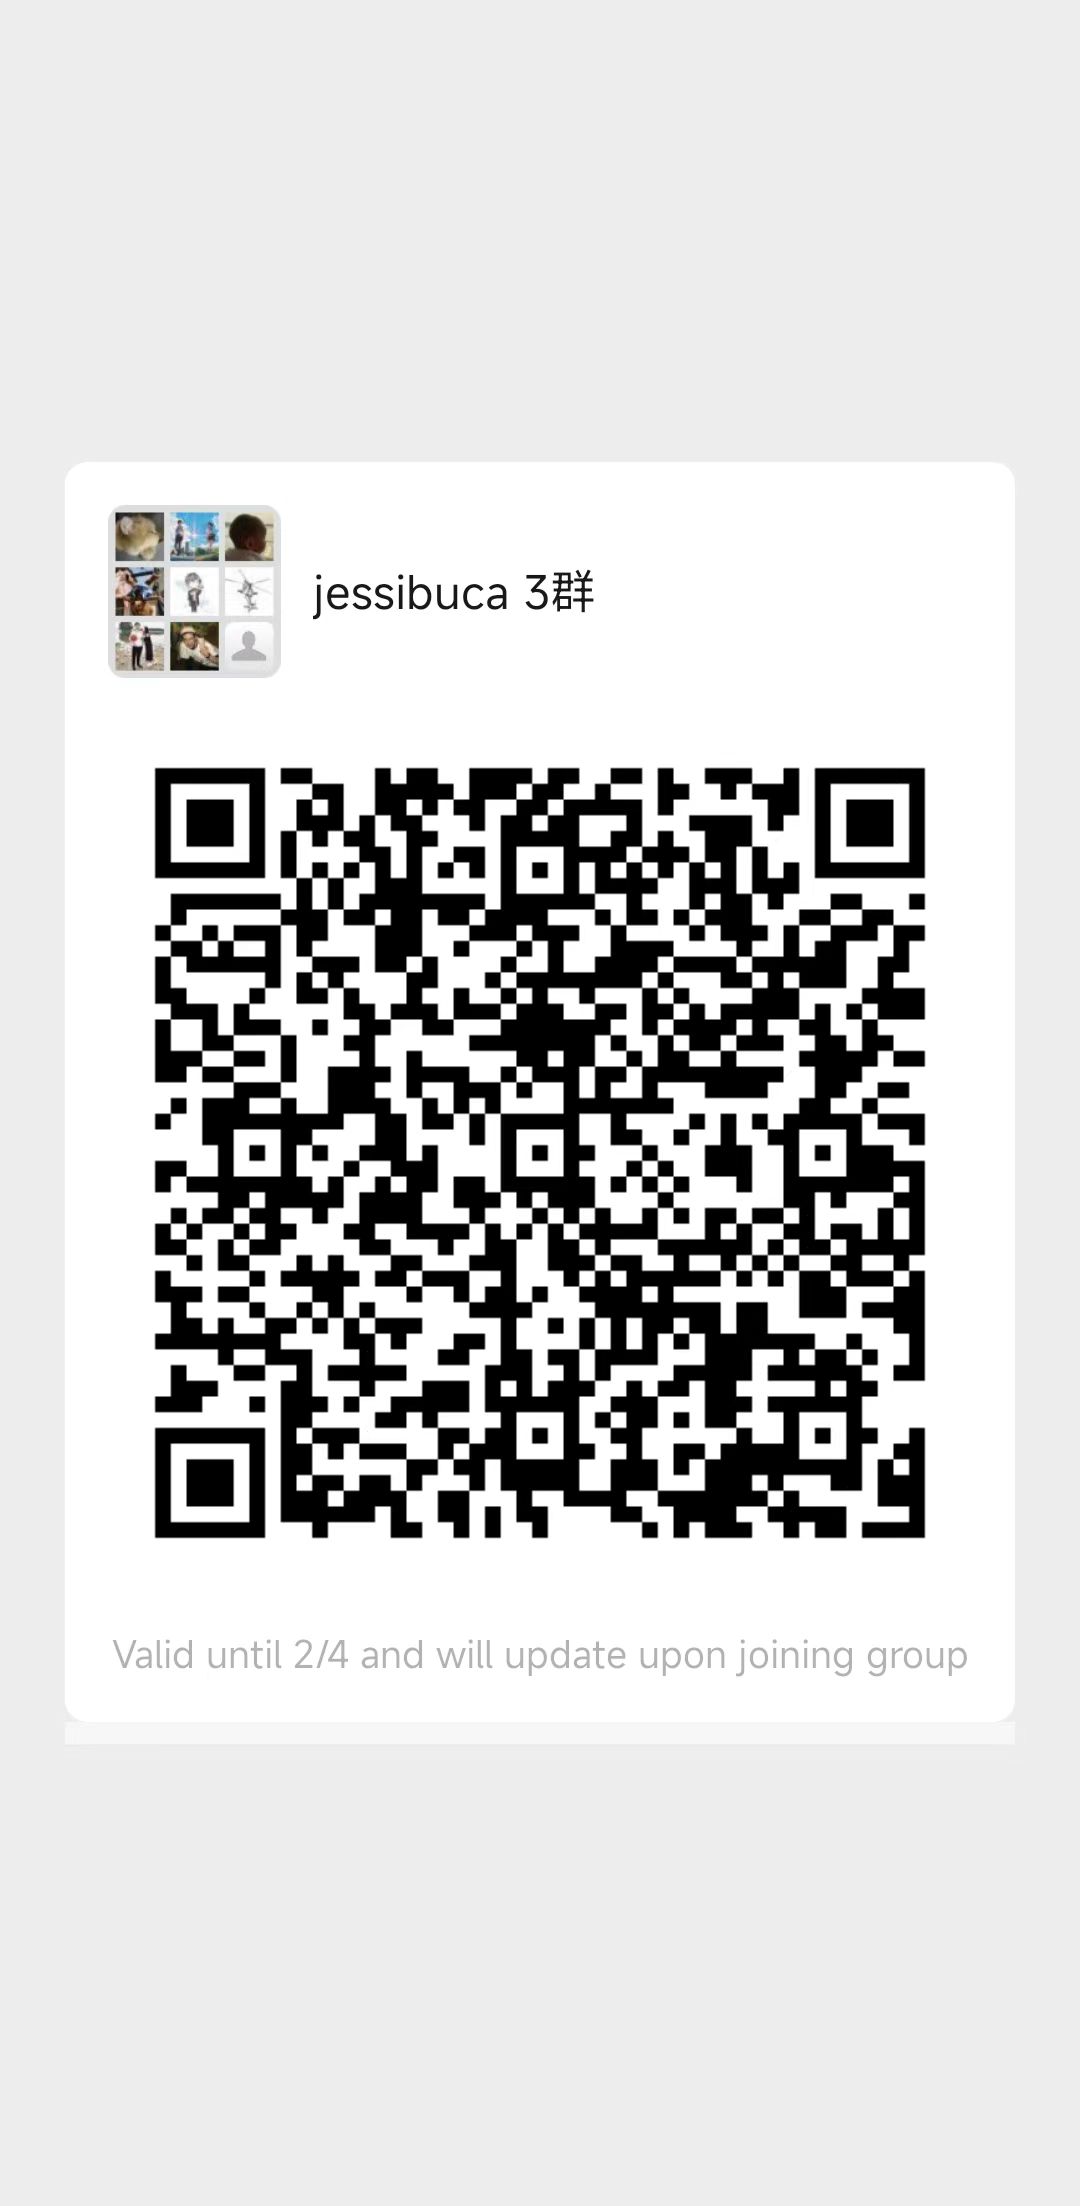 jessibuca 3群
Valid until 2/4 and will update upon joining group